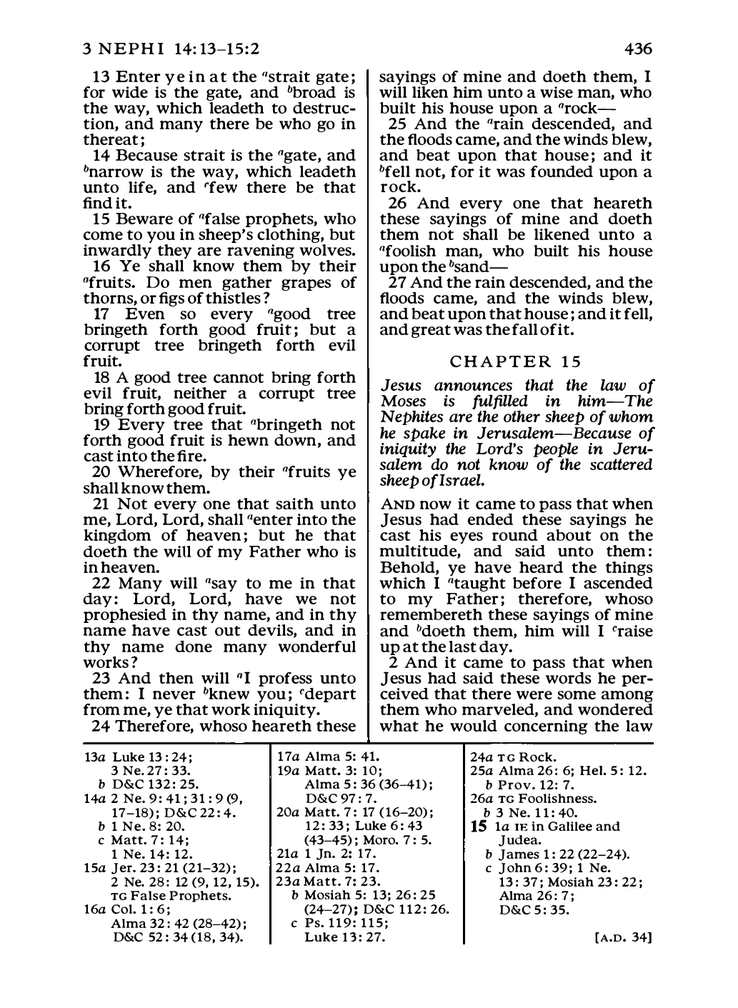 3 NEPHI 14:13–15:2
436
13 Enter ye in at the ᵃstrait gate;
for wide is the gate, and ᵇbroad is
the way, which leadeth to destruc-
tion, and many there be who go in
thereat;
14 Because strait is the ᵃgate, and
ᵇnarrow is the way, which leadeth
unto life, and ᶜfew there be that
find it.
15 Beware of ᵃfalse prophets, who
come to you in sheep's clothing, but
inwardly they are ravening wolves.
16 Ye shall know them by their
ᵃfruits. Do men gather grapes of
thorns, or figs of thistles?
17 Even so every ᵃgood tree
bringeth forth good fruit; but a
corrupt tree bringeth forth evil
fruit.
18 A good tree cannot bring forth
evil fruit, neither a corrupt tree
bring forth good fruit.
19 Every tree that ᵃbringeth not
forth good fruit is hewn down, and
cast into the fire.
20 Wherefore, by their ᵃfruits ye
shall know them.
21 Not every one that saith unto
me, Lord, Lord, shall ᵃenter into the
kingdom of heaven; but he that
doeth the will of my Father who is
in heaven.
22 Many will ᵃsay to me in that
day: Lord, Lord, have we not
prophesied in thy name, and in thy
name have cast out devils, and in
thy name done many wonderful
works?
23 And then will ᵃI profess unto
them: I never ᵇknew you; ᶜdepart
from me, ye that work iniquity.
24 Therefore, whoso heareth these
sayings of mine and doeth them, I
will liken him unto a wise man, who
built his house upon a ᵃrock—
25 And the ᵃrain descended, and
the floods came, and the winds blew,
and beat upon that house; and it
ᵇfell not, for it was founded upon a
rock.
26 And every one that heareth
these sayings of mine and doeth
them not shall be likened unto a
ᵃfoolish man, who built his house
upon the ᵇsand—
27 And the rain descended, and the
floods came, and the winds blew,
and beat upon that house; and it fell,
and great was the fall of it.
CHAPTER 15
Jesus announces that the law of
Moses is fulfilled in him—The
Nephites are the other sheep of whom
he spake in Jerusalem—Because of
iniquity the Lord's people in Jeru-
salem do not know of the scattered
sheep of Israel.
AND now it came to pass that when
Jesus had ended these sayings he
cast his eyes round about on the
multitude, and said unto them:
Behold, ye have heard the things
which I ᵃtaught before I ascended
to my Father; therefore, whoso
remembereth these sayings of mine
and ᵇdoeth them, him will I ᶜraise
up at the last day.
2 And it came to pass that when
Jesus had said these words he per-
ceived that there were some among
them who marveled, and wondered
what he would concerning the law
13a Luke 13:24;
3 Ne. 27:33.
b D&C 132:25.
14a 2 Ne. 9:41; 31:9 (9,
17–18); D&C 22:4.
b 1 Ne. 8:20.
c Matt. 7:14;
1 Ne. 14:12.
15a Jer. 23:21 (21–32);
2 Ne. 28:12 (9, 12, 15).
TG False Prophets.
16a Col. 1:6;
Alma 32:42 (28–42);
D&C 52:34 (18, 34).
17a Alma 5:41.
19a Matt. 3:10;
Alma 5:36 (36–41);
D&C 97:7.
20a Matt. 7:17 (16–20);
12:33; Luke 6:43
(43–45); Moro. 7:5.
21a 1 Jn. 2:17.
22a Alma 5:17.
23a Matt. 7:23.
b Mosiah 5:13; 26:25
(24–27); D&C 112:26.
c Ps. 119:115;
Luke 13:27.
24a TG Rock.
25a Alma 26:6; Hel. 5:12.
b Prov. 12:7.
26a TG Foolishness.
b 3 Ne. 11:40.
15 1a IE in Galilee and
Judea.
b James 1:22 (22–24).
c John 6:39; 1 Ne.
13:37; Mosiah 23:22;
Alma 26:7;
D&C 5:35.
[A.D. 34]